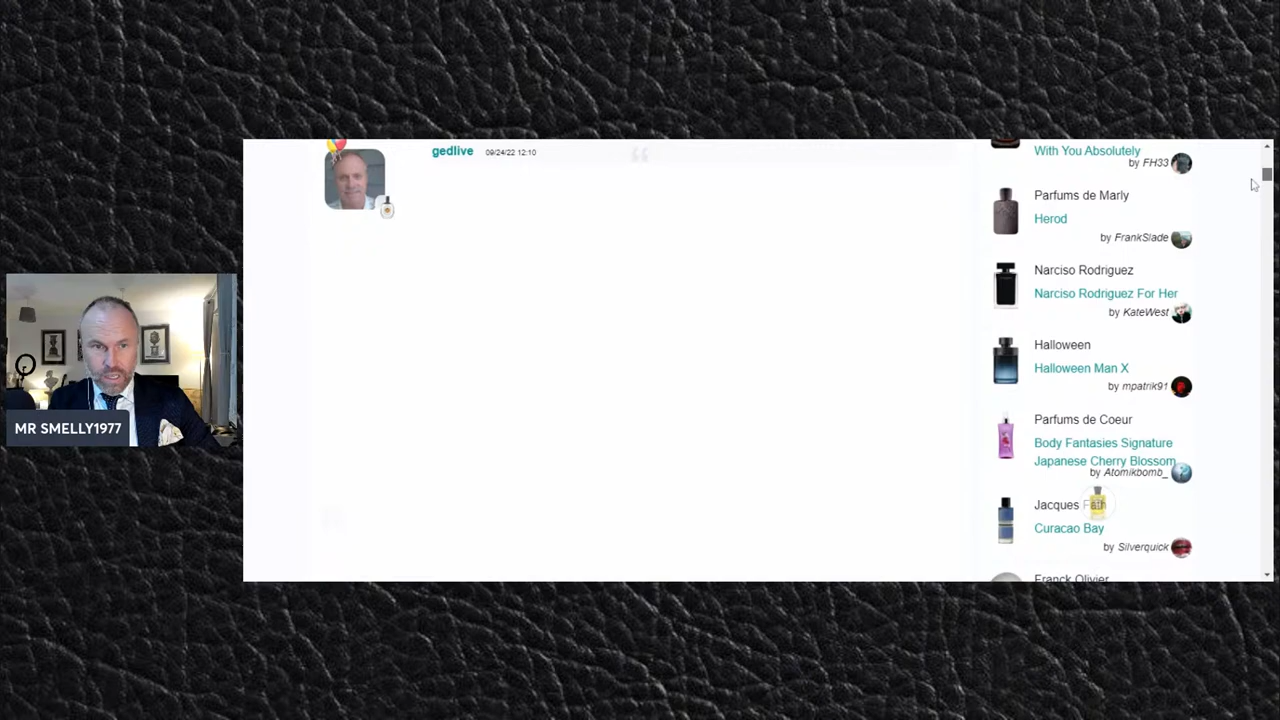 gedlive 09/24/22 12:10
With You Absolutely
by FH33
Parfums de Marly
Herod
by FrankSlade
Narciso Rodriguez
Narciso Rodriguez For Her
by KateWest
Halloween
Halloween Man X
by mpatrik91
Parfums de Coeur
Body Fantasies Signature
Japanese Cherry Blossom
by Atomikbomb_
Jacques Fath
Curacao Bay
by Silverquick
Franck Olivier
MR SMELLY1977